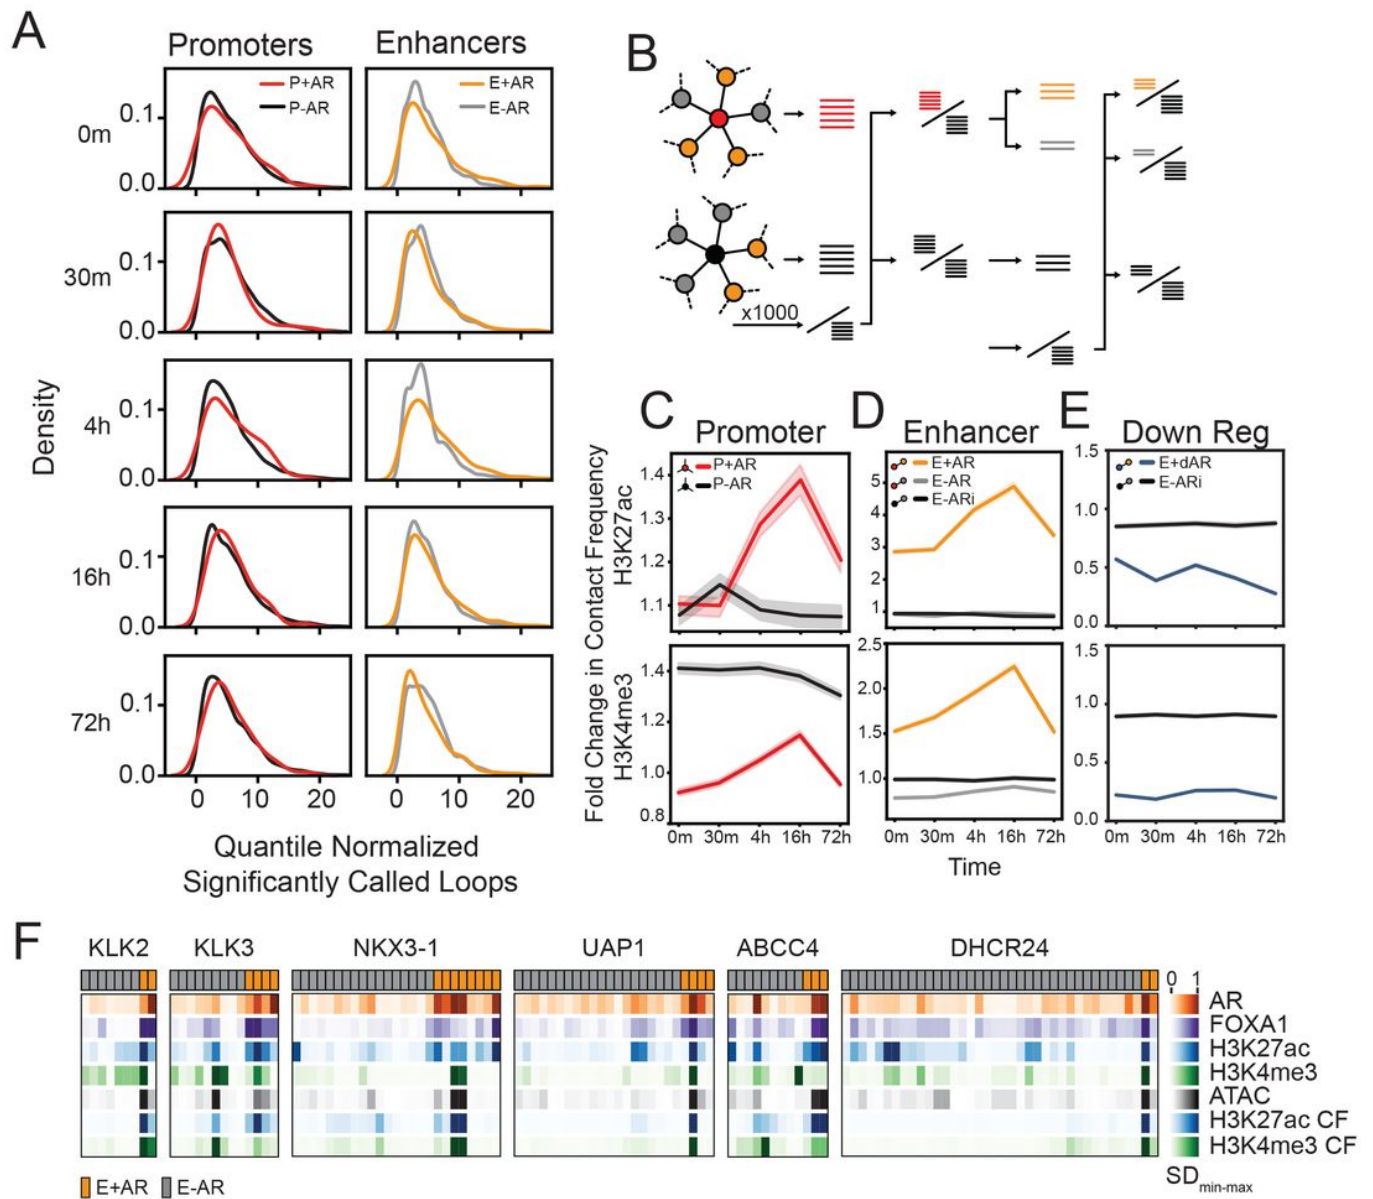 A
Promoters
Enhancers
P+AR
P-AR
E+AR
E-AR
0m
0.1
0.0
30m
0.1
0.0
4h
0.1
0.0
16h
0.1
0.0
72h
0.1
0.0
Density
0 10 20
0 10 20
Quantile Normalized
Significantly Called Loops
B
x1000
C
Promoter
P+AR
P-AR
1.4
1.3
1.2
1.1
1.4
1.2
1.0
0.8
Fold Change in Contact Frequency
H3K27ac
H3K4me3
0m 30m 4h 16h 72h
D
Enhancer
E+AR
E-AR
E-ARi
5
4
3
2
1
2.5
2.0
1.5
1.0
0m 30m 4h 16h 72h
Time
E
Down Reg
E+dAR
E-ARi
1.5
1.0
0.5
0.0
1.5
1.0
0.5
0.0
0m 30m 4h 16h 72h
F
KLK2
KLK3
NKX3-1
UAP1
ABCC4
DHCR24
0 1
AR
FOXA1
H3K27ac
H3K4me3
ATAC
H3K27ac CF
H3K4me3 CF
SDmin-max
E+AR
E-AR